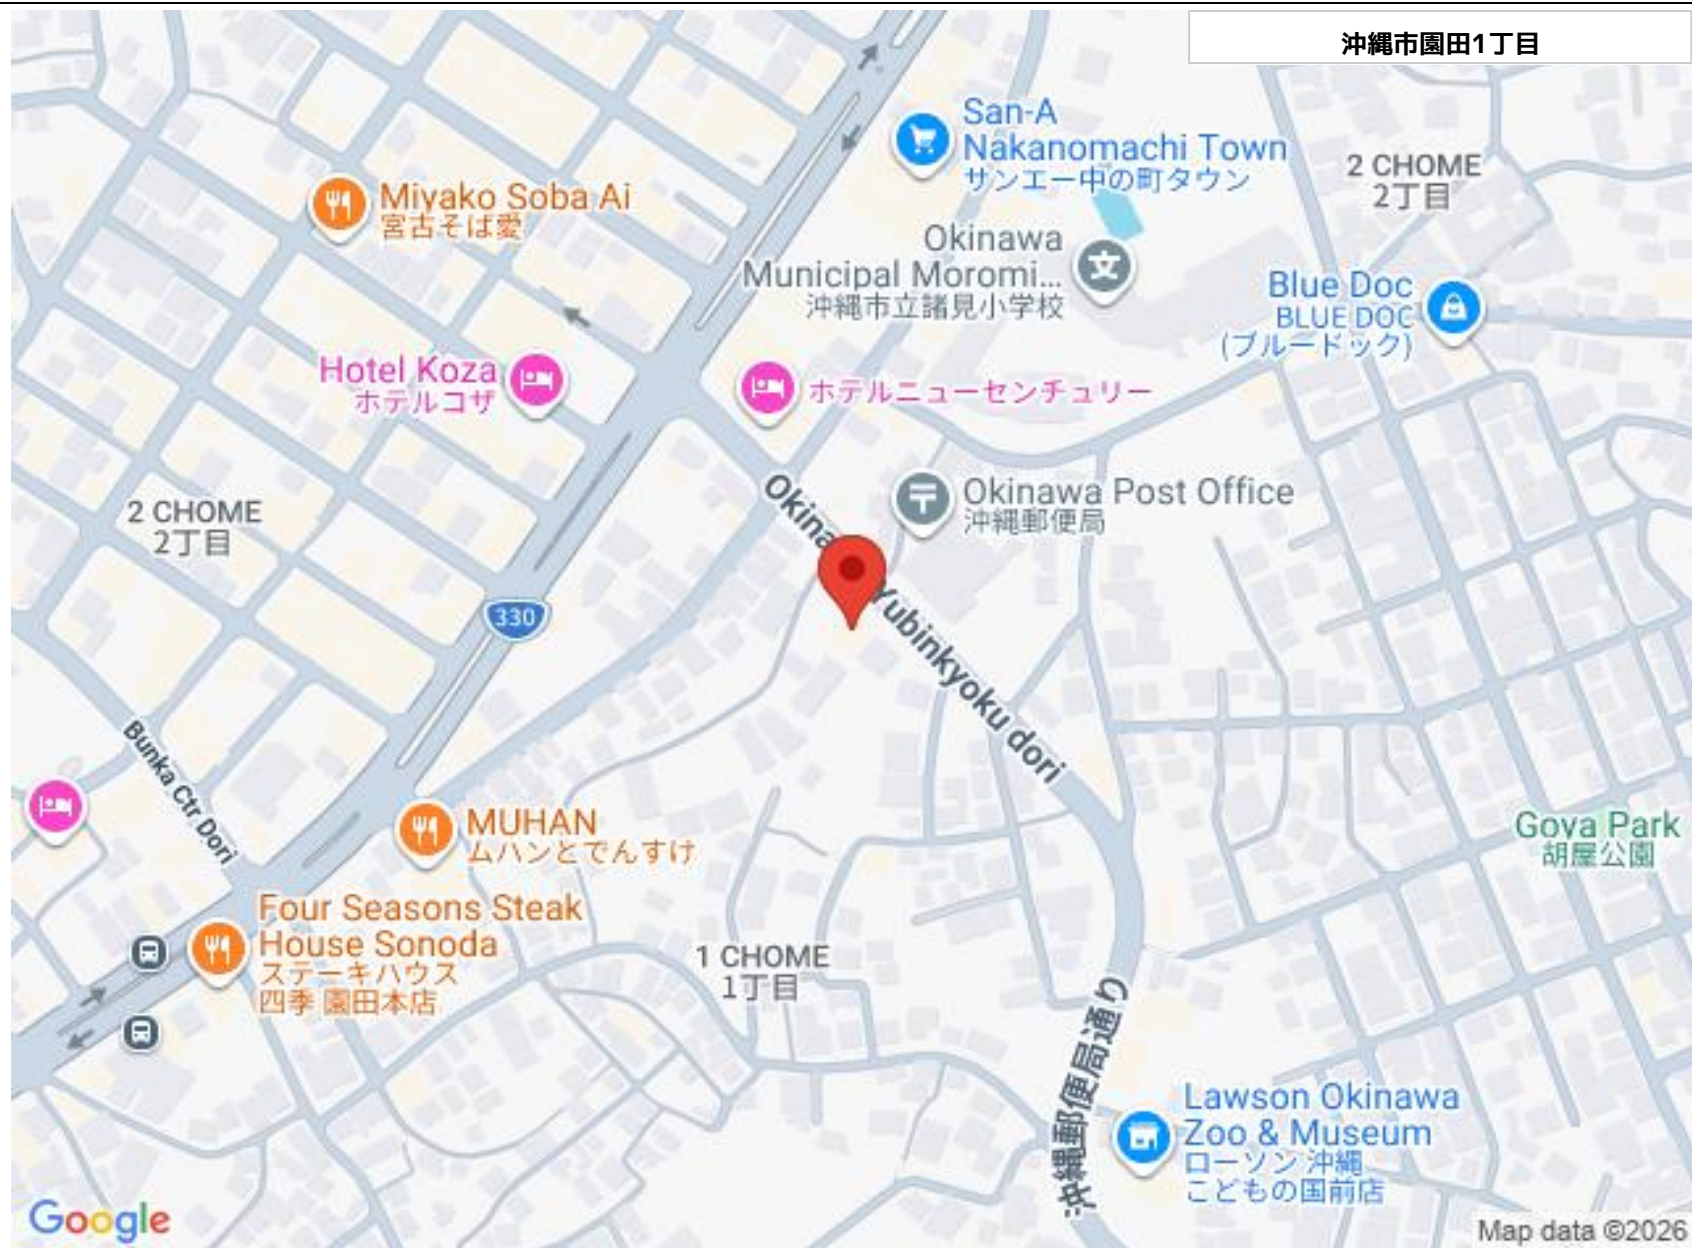 沖縄市園田1丁目
San-A
Nakanomachi Town
サンエー中の町タウン
2 CHOME
2丁目
Miyako Soba Ai
宮古そば愛
Okinawa
Municipal Moromi...
沖縄市立諸見小学校
Blue Doc
BLUE DOC
(ブルードック)
Hotel Koza
ホテルコザ
ホテルニューセンチュリー
Okinawa Post Office
沖縄郵便局
2 CHOME
2丁目
330
Okina
Yubinkyoku dori
Bunka Ctr Dori
MUHAN
ムハンとでんすけ
Goya Park
胡屋公園
Four Seasons Steak
House Sonoda
ステーキハウス
四季 園田本店
1 CHOME
1丁目
沖縄郵便局通り
Lawson Okinawa
Zoo & Museum
ローソン 沖縄
こどもの国前店
Google
Map data ©2026